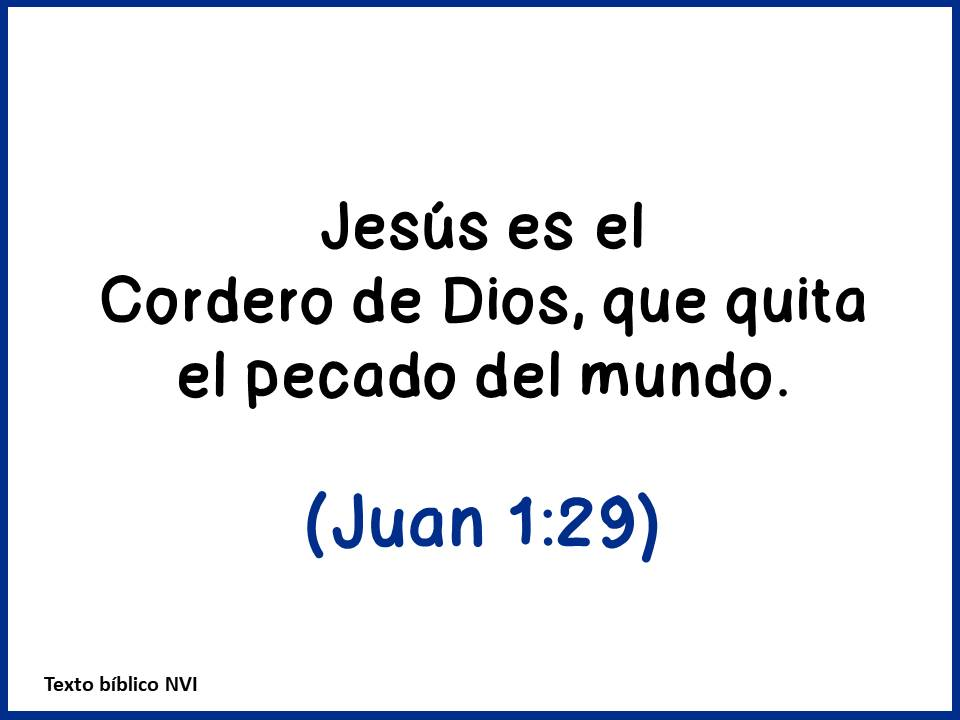 Jesús es el
Cordero de Dios, que quita
el pecado del mundo.
(Juan 1:29)
Texto bíblico NVI